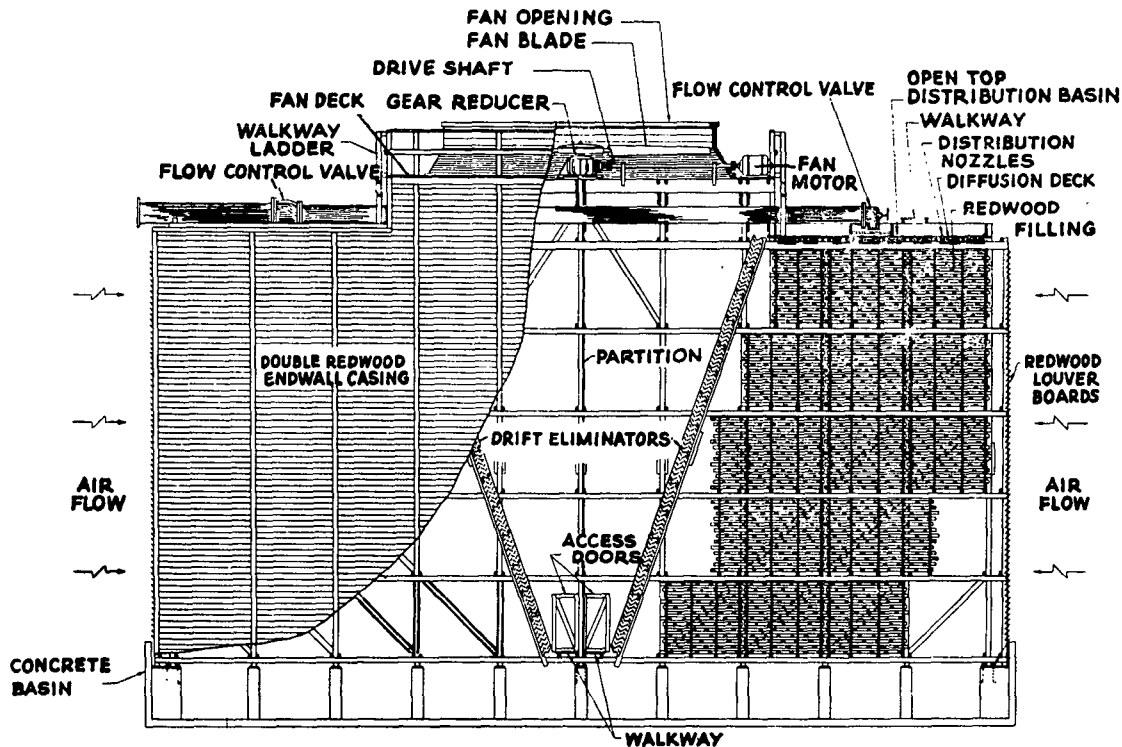 FAN OPENING
FAN BLADE
DRIVE SHAFT
FAN DECK
GEAR REDUCER
WALKWAY
LADDER
FLOW CONTROL VALVE
FLOW CONTROL VALVE
OPEN TOP
DISTRIBUTION BASIN
WALKWAY
DISTRIBUTION
NOZZLES
DIFFUSION DECK
FAN
MOTOR
REDWOOD
FILLING
DOUBLE REDWOOD
ENDWALL CASING
PARTITION
REDWOOD
LOUVER
BOARDS
DRIFT ELIMINATORS
AIR
FLOW
AIR
FLOW
ACCESS
DOORS
CONCRETE
BASIN
WALKWAY